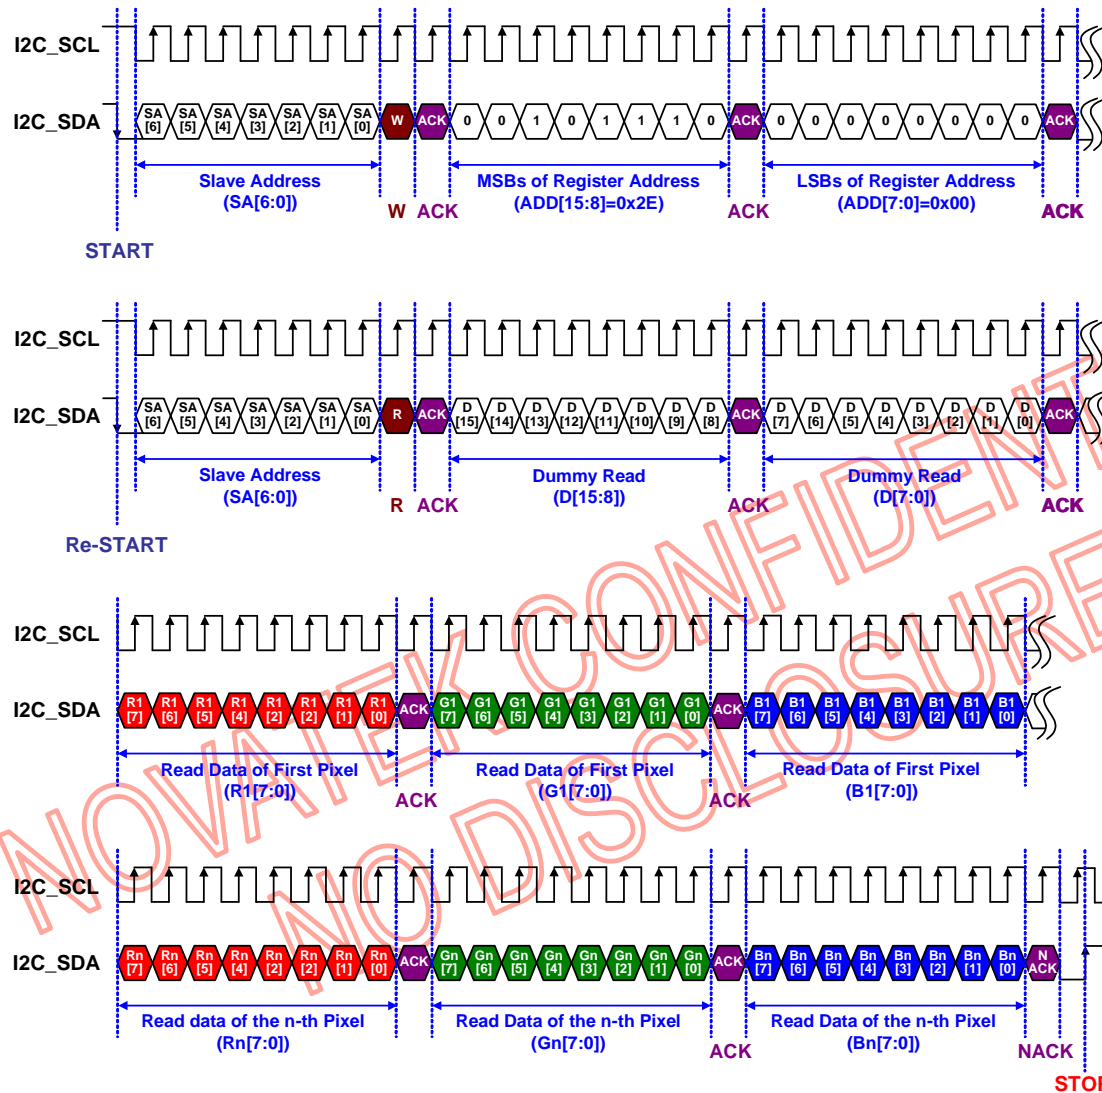 I2C_SCL
I2C_SDA
SA [6] SA [5] SA [4] SA [3] SA [2] SA [1] SA [0] W ACK 0 0 1 0 1 1 1 0 ACK 0 0 0 0 0 0 0 0 ACK
Slave Address MSBs of Register Address LSBs of Register Address
(SA[6:0]) (ADD[15:8]=0x2E) (ADD[7:0]=0x00)
W ACK ACK ACK
START
I2C_SCL
I2C_SDA
SA [6] SA [5] SA [4] SA [3] SA [2] SA [1] SA [0] R ACK D [15] D [14] D [13] D [12] D [11] D [10] D [9] D [8] ACK D [7] D [6] D [5] D [4] D [3] D [2] D [1] D [0] ACK
Slave Address Dummy Read Dummy Read
(SA[6:0]) (D[15:8]) (D[7:0])
R ACK ACK ACK
Re-START
I2C_SCL
I2C_SDA
R1 [7] R1 [6] R1 [5] R1 [4] R1 [2] R1 [2] R1 [1] R1 [0] ACK G1 [7] G1 [6] G1 [5] G1 [4] G1 [3] G1 [2] G1 [1] G1 [0] ACK B1 [7] B1 [6] B1 [5] B1 [4] B1 [3] B1 [2] B1 [1] B1 [0]
Read Data of First Pixel Read Data of First Pixel Read Data of First Pixel
(R1[7:0]) (G1[7:0]) (B1[7:0])
ACK ACK
I2C_SCL
I2C_SDA
Rn [7] Rn [6] Rn [5] Rn [4] Rn [2] Rn [2] Rn [1] Rn [0] ACK Gn [7] Gn [6] Gn [5] Gn [4] Gn [3] Gn [2] Gn [1] Gn [0] ACK Bn [7] Bn [6] Bn [5] Bn [4] Bn [3] Bn [2] Bn [1] Bn [0] N ACK
Read data of the n-th Pixel Read Data of the n-th Pixel Read Data of the n-th Pixel
(Rn[7:0]) (Gn[7:0]) (Bn[7:0])
ACK NACK
STOP
NOVATEK CONFIDENT
NO DISCLOSURE